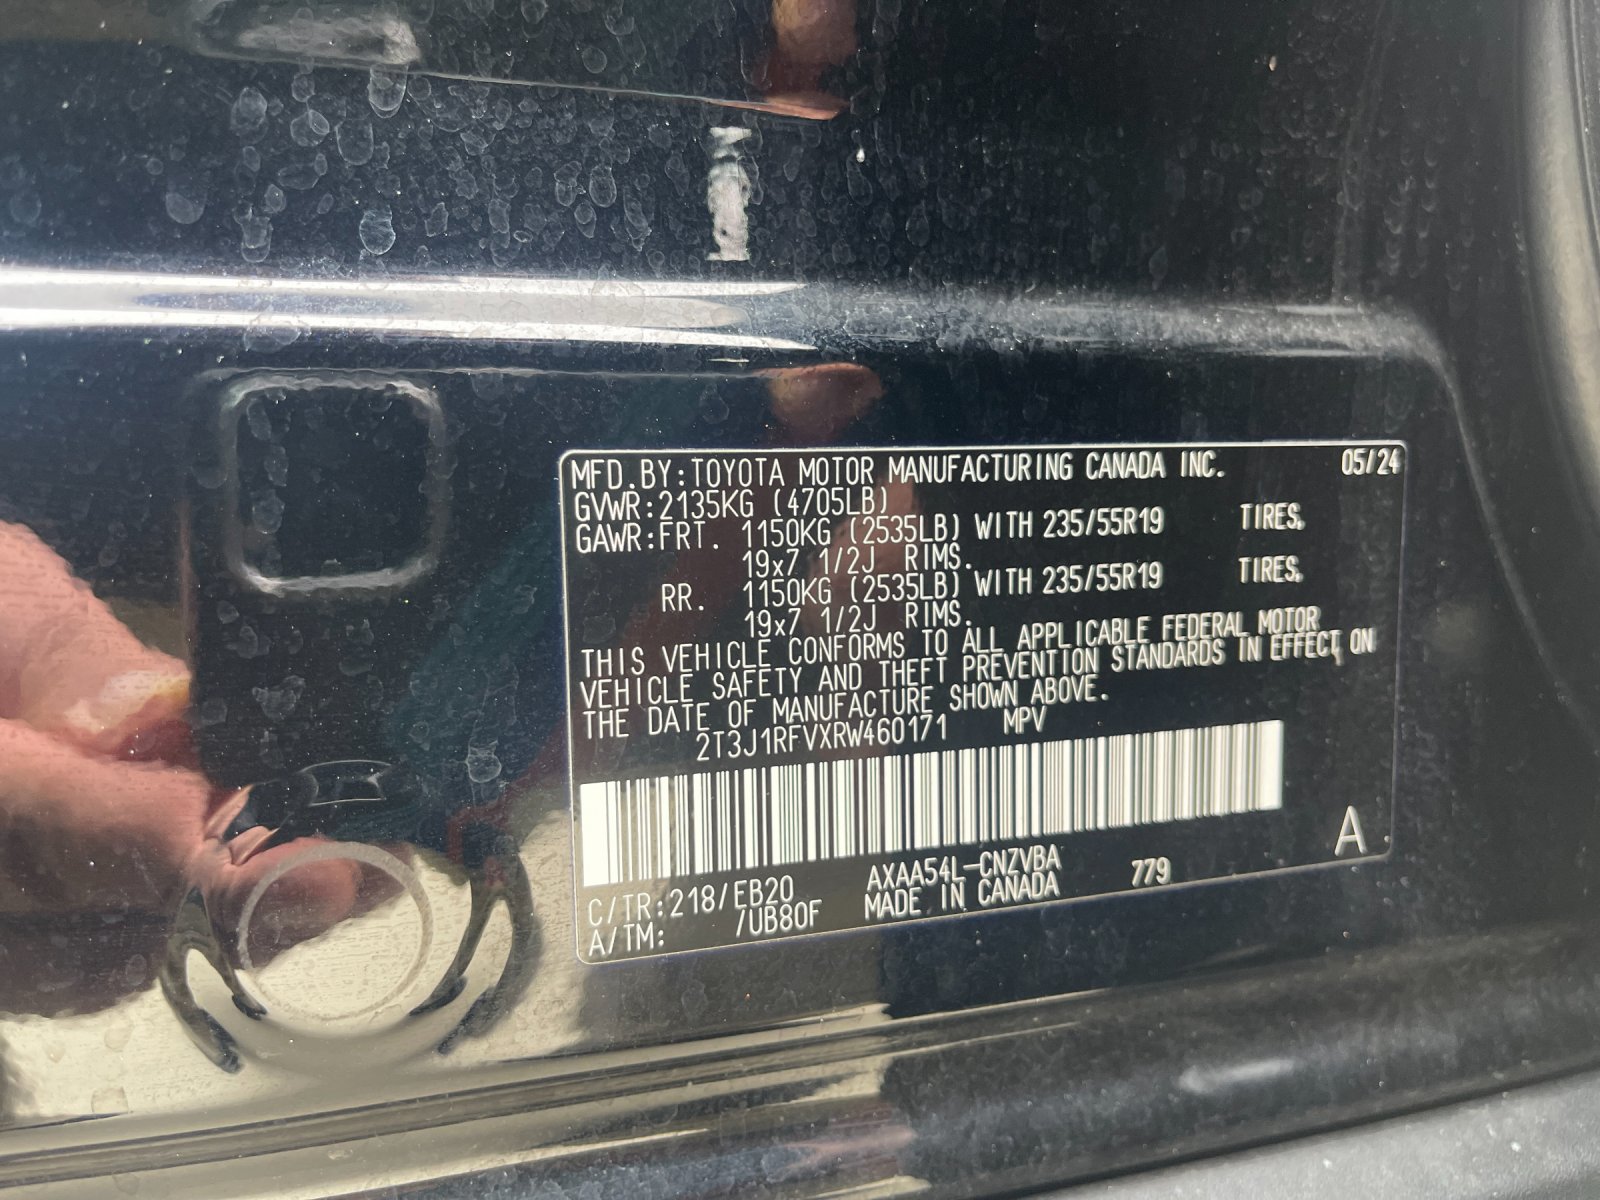 MFD.BY:TOYOTA MOTOR MANUFACTURING CANADA INC. 05/24
GVWR:2135KG (4705LB)
GAWR:FRT. 1150KG (2535LB) WITH 235/55R19 TIRES,
19x7 1/2J RIMS.
RR. 1150KG (2535LB) WITH 235/55R19 TIRES,
19x7 1/2J RIMS.
THIS VEHICLE CONFORMS TO ALL APPLICABLE FEDERAL MOTOR
VEHICLE SAFETY AND THEFT PREVENTION STANDARDS IN EFFECT ON
THE DATE OF MANUFACTURE SHOWN ABOVE.
2T3J1RFVXRW460171 MPV
A
C/TR:218/EB20 AXAA54L-CNZVBA 779
A/TM: /UB80F MADE IN CANADA